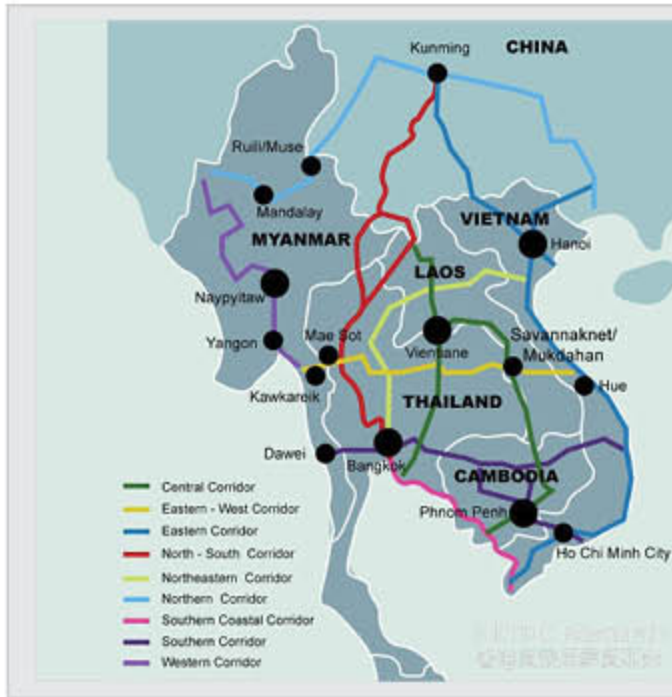 Kunming
CHINA
Ruili/Muse
Mandalay
MYANMAR
VIETNAM
Hanoi
LAOS
Naypyitaw
Yangon
Mae Sot
Vientiane
Savannaknet/
Mukdahan
Kawkareik
Hue
THAILAND
Dawei
Bangkok
CAMBODIA
Phnom Penh
Ho Chi Minh City
Central Corridor
Eastern - West Corridor
Eastern Corridor
North - South Corridor
Northeastern Corridor
Northern Corridor
Southern Coastal Corridor
Southern Corridor
Western Corridor